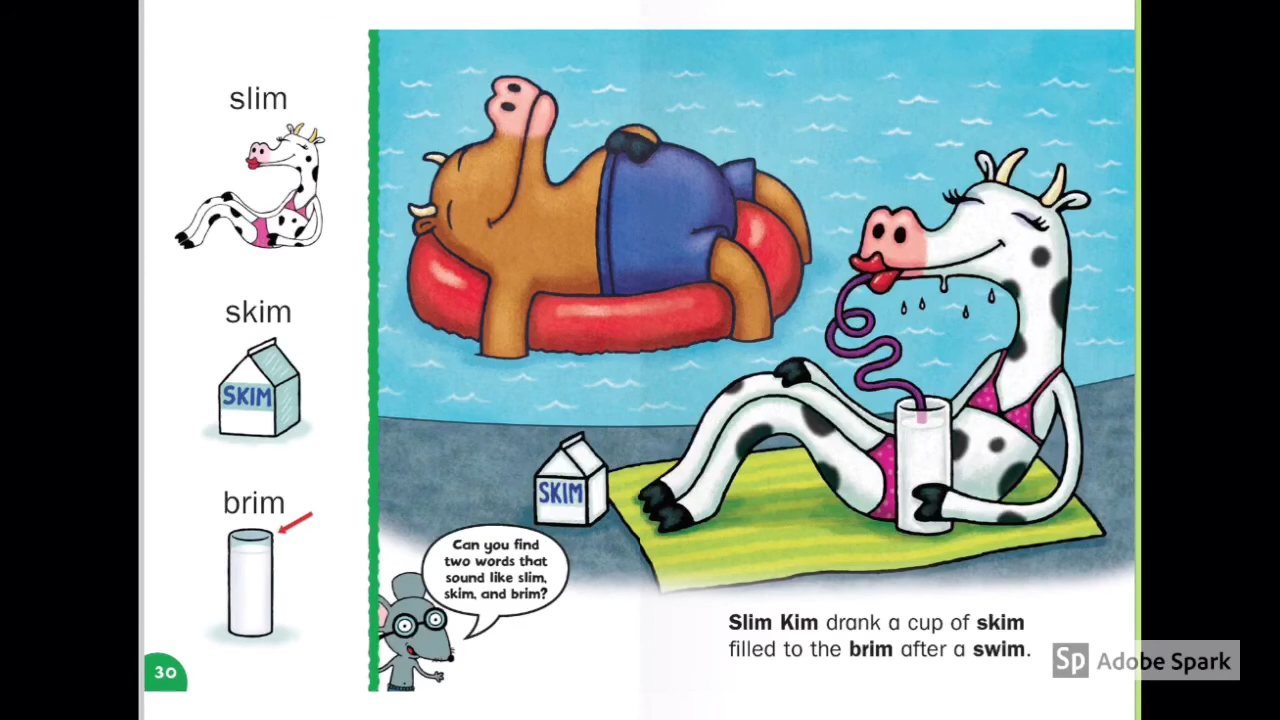 slim
skim
SKIM
brim
30
SKIM
Can you find
two words that
sound like slim,
skim, and brim?
Slim Kim drank a cup of skim
filled to the brim after a swim.
Sp Adobe Spark